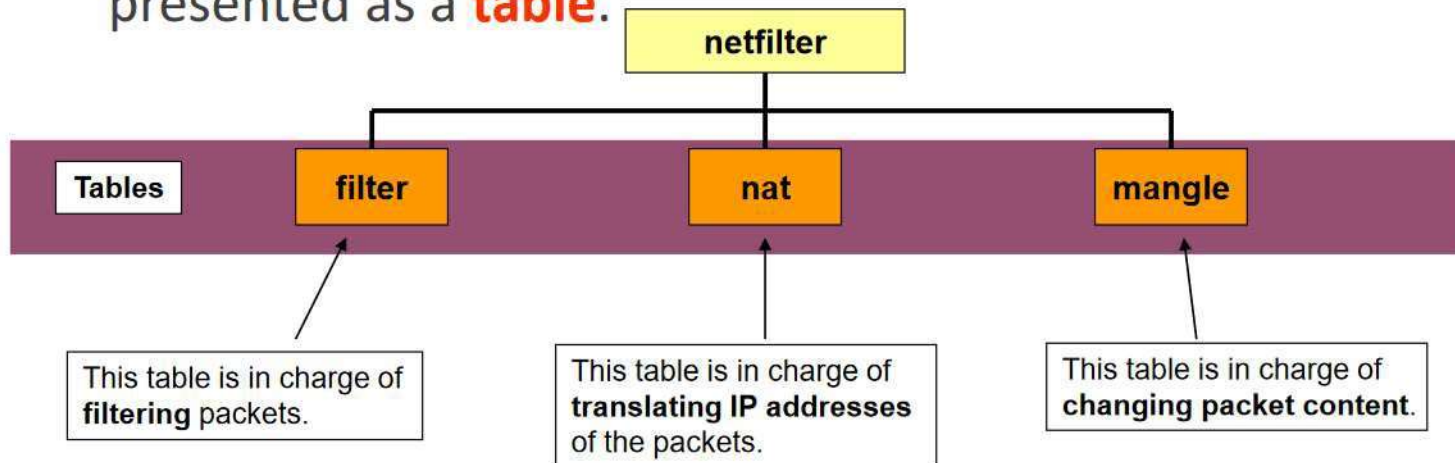 presented as a table.
netfilter
Tables
filter
nat
mangle
This table is in charge of
filtering packets.
This table is in charge of
translating IP addresses
of the packets.
This table is in charge of
changing packet content.